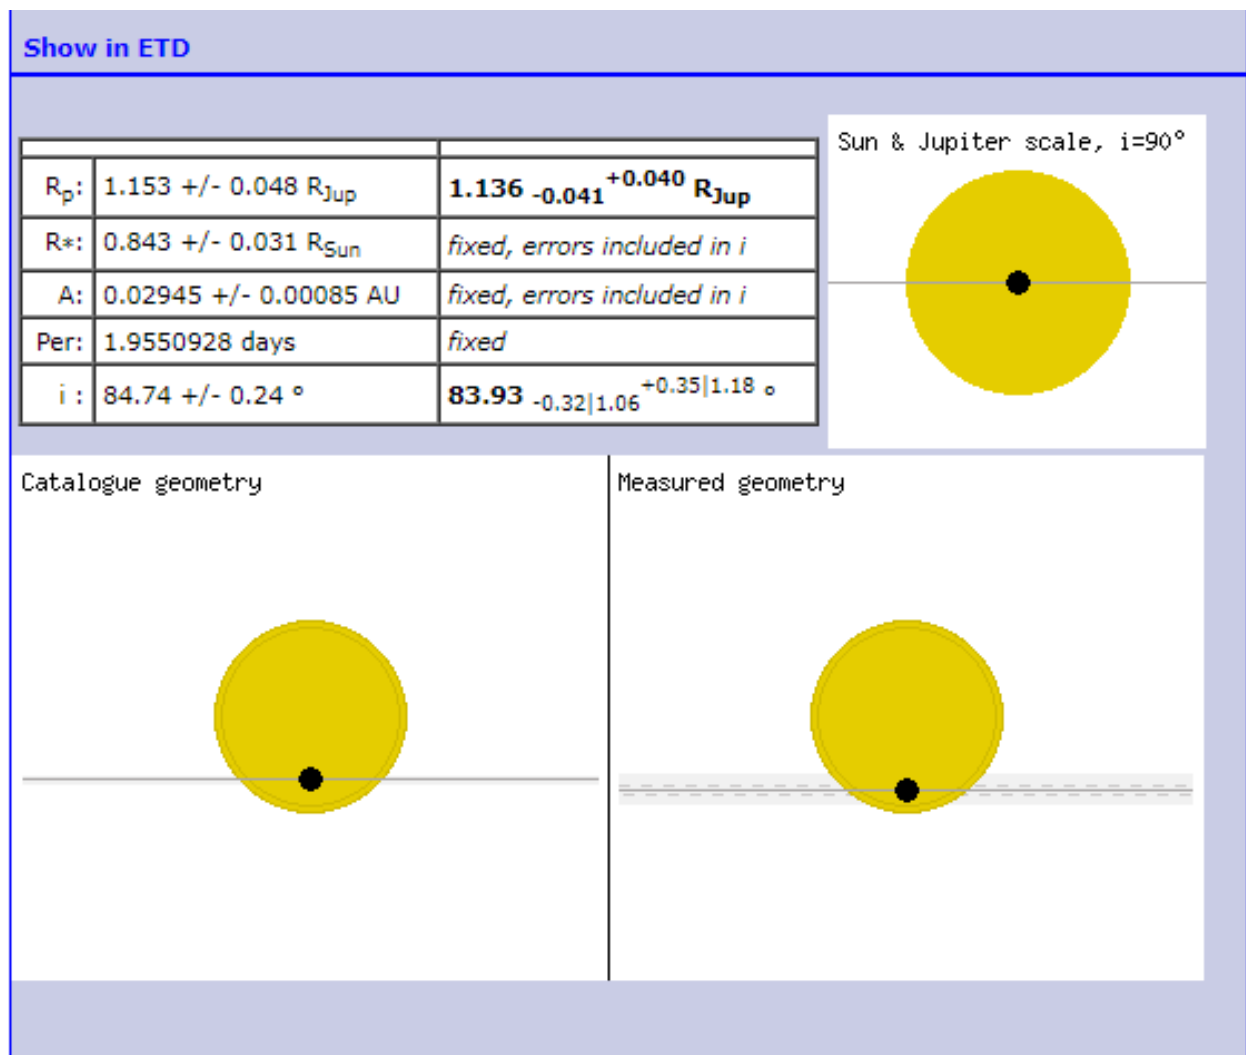 Show in ETD
Sun & Jupiter scale, i=90°
Rp: 1.153 +/- 0.048 RJup 1.136 -0.041+0.040 RJup
R*: 0.843 +/- 0.031 RSun fixed, errors included in i
A: 0.02945 +/- 0.00085 AU fixed, errors included in i
Per: 1.9550928 days fixed
i : 84.74 +/- 0.24 ° 83.93 -0.32|1.06+0.35|1.18 °
Catalogue geometry
Measured geometry